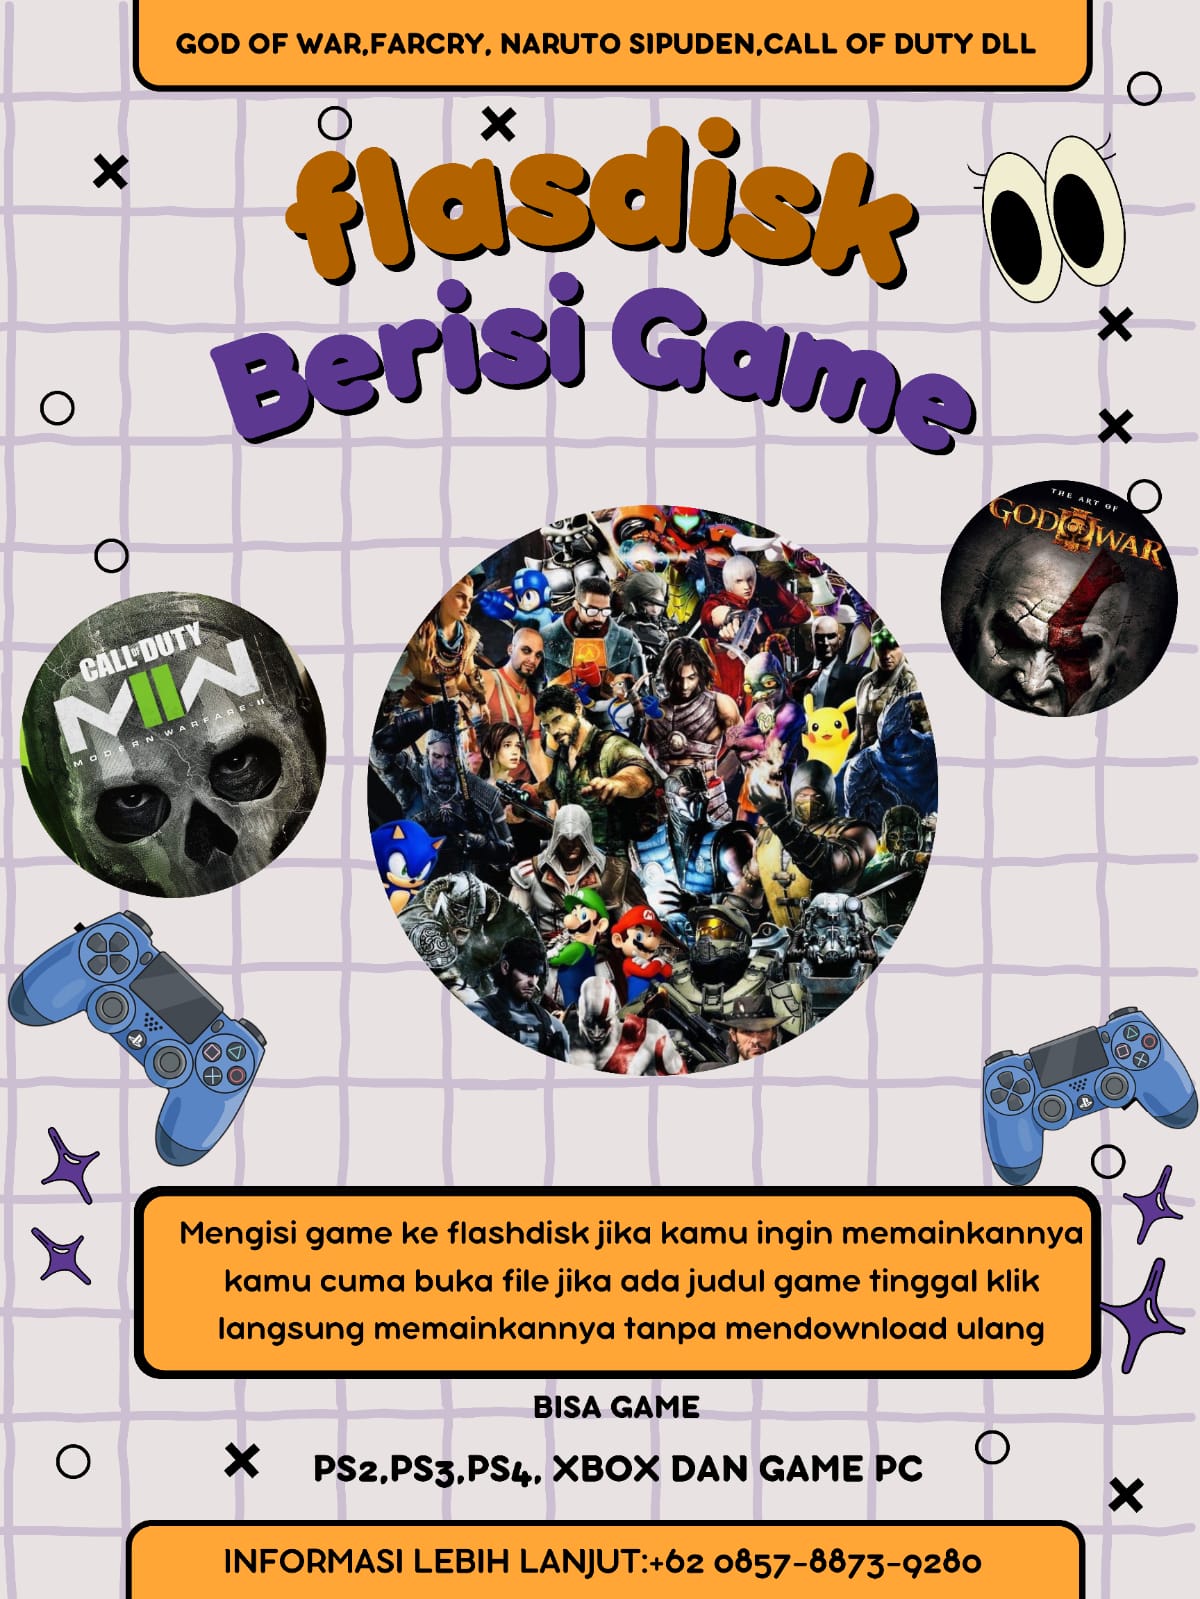 GOD OF WAR,FARCRY, NARUTO SIPUDEN,CALL OF DUTY DLL
flasdisk
Berisi Game
THE ART OF
GOD OF WAR
CALL OF DUTY
MWII
MODERN WARFARE II
Mengisi game ke flashdisk jika kamu ingin memainkannya
kamu cuma buka file jika ada judul game tinggal klik
langsung memainkannya tanpa mendownload ulang
BISA GAME
PS2,PS3,PS4, XBOX DAN GAME PC
INFORMASI LEBIH LANJUT:+62 0857-8873-9280